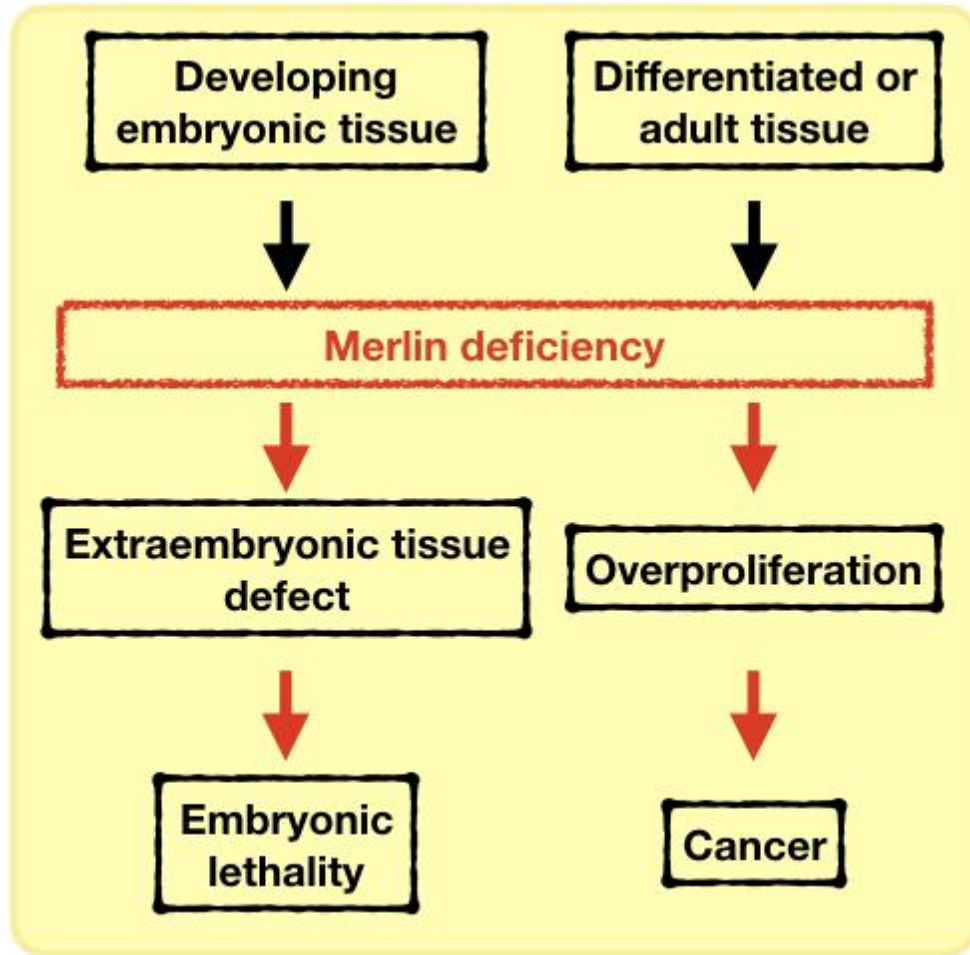 Developing
embryonic tissue
Differentiated or
adult tissue
Merlin deficiency
Extraembryonic tissue
defect
Overproliferation
Embryonic
lethality
Cancer